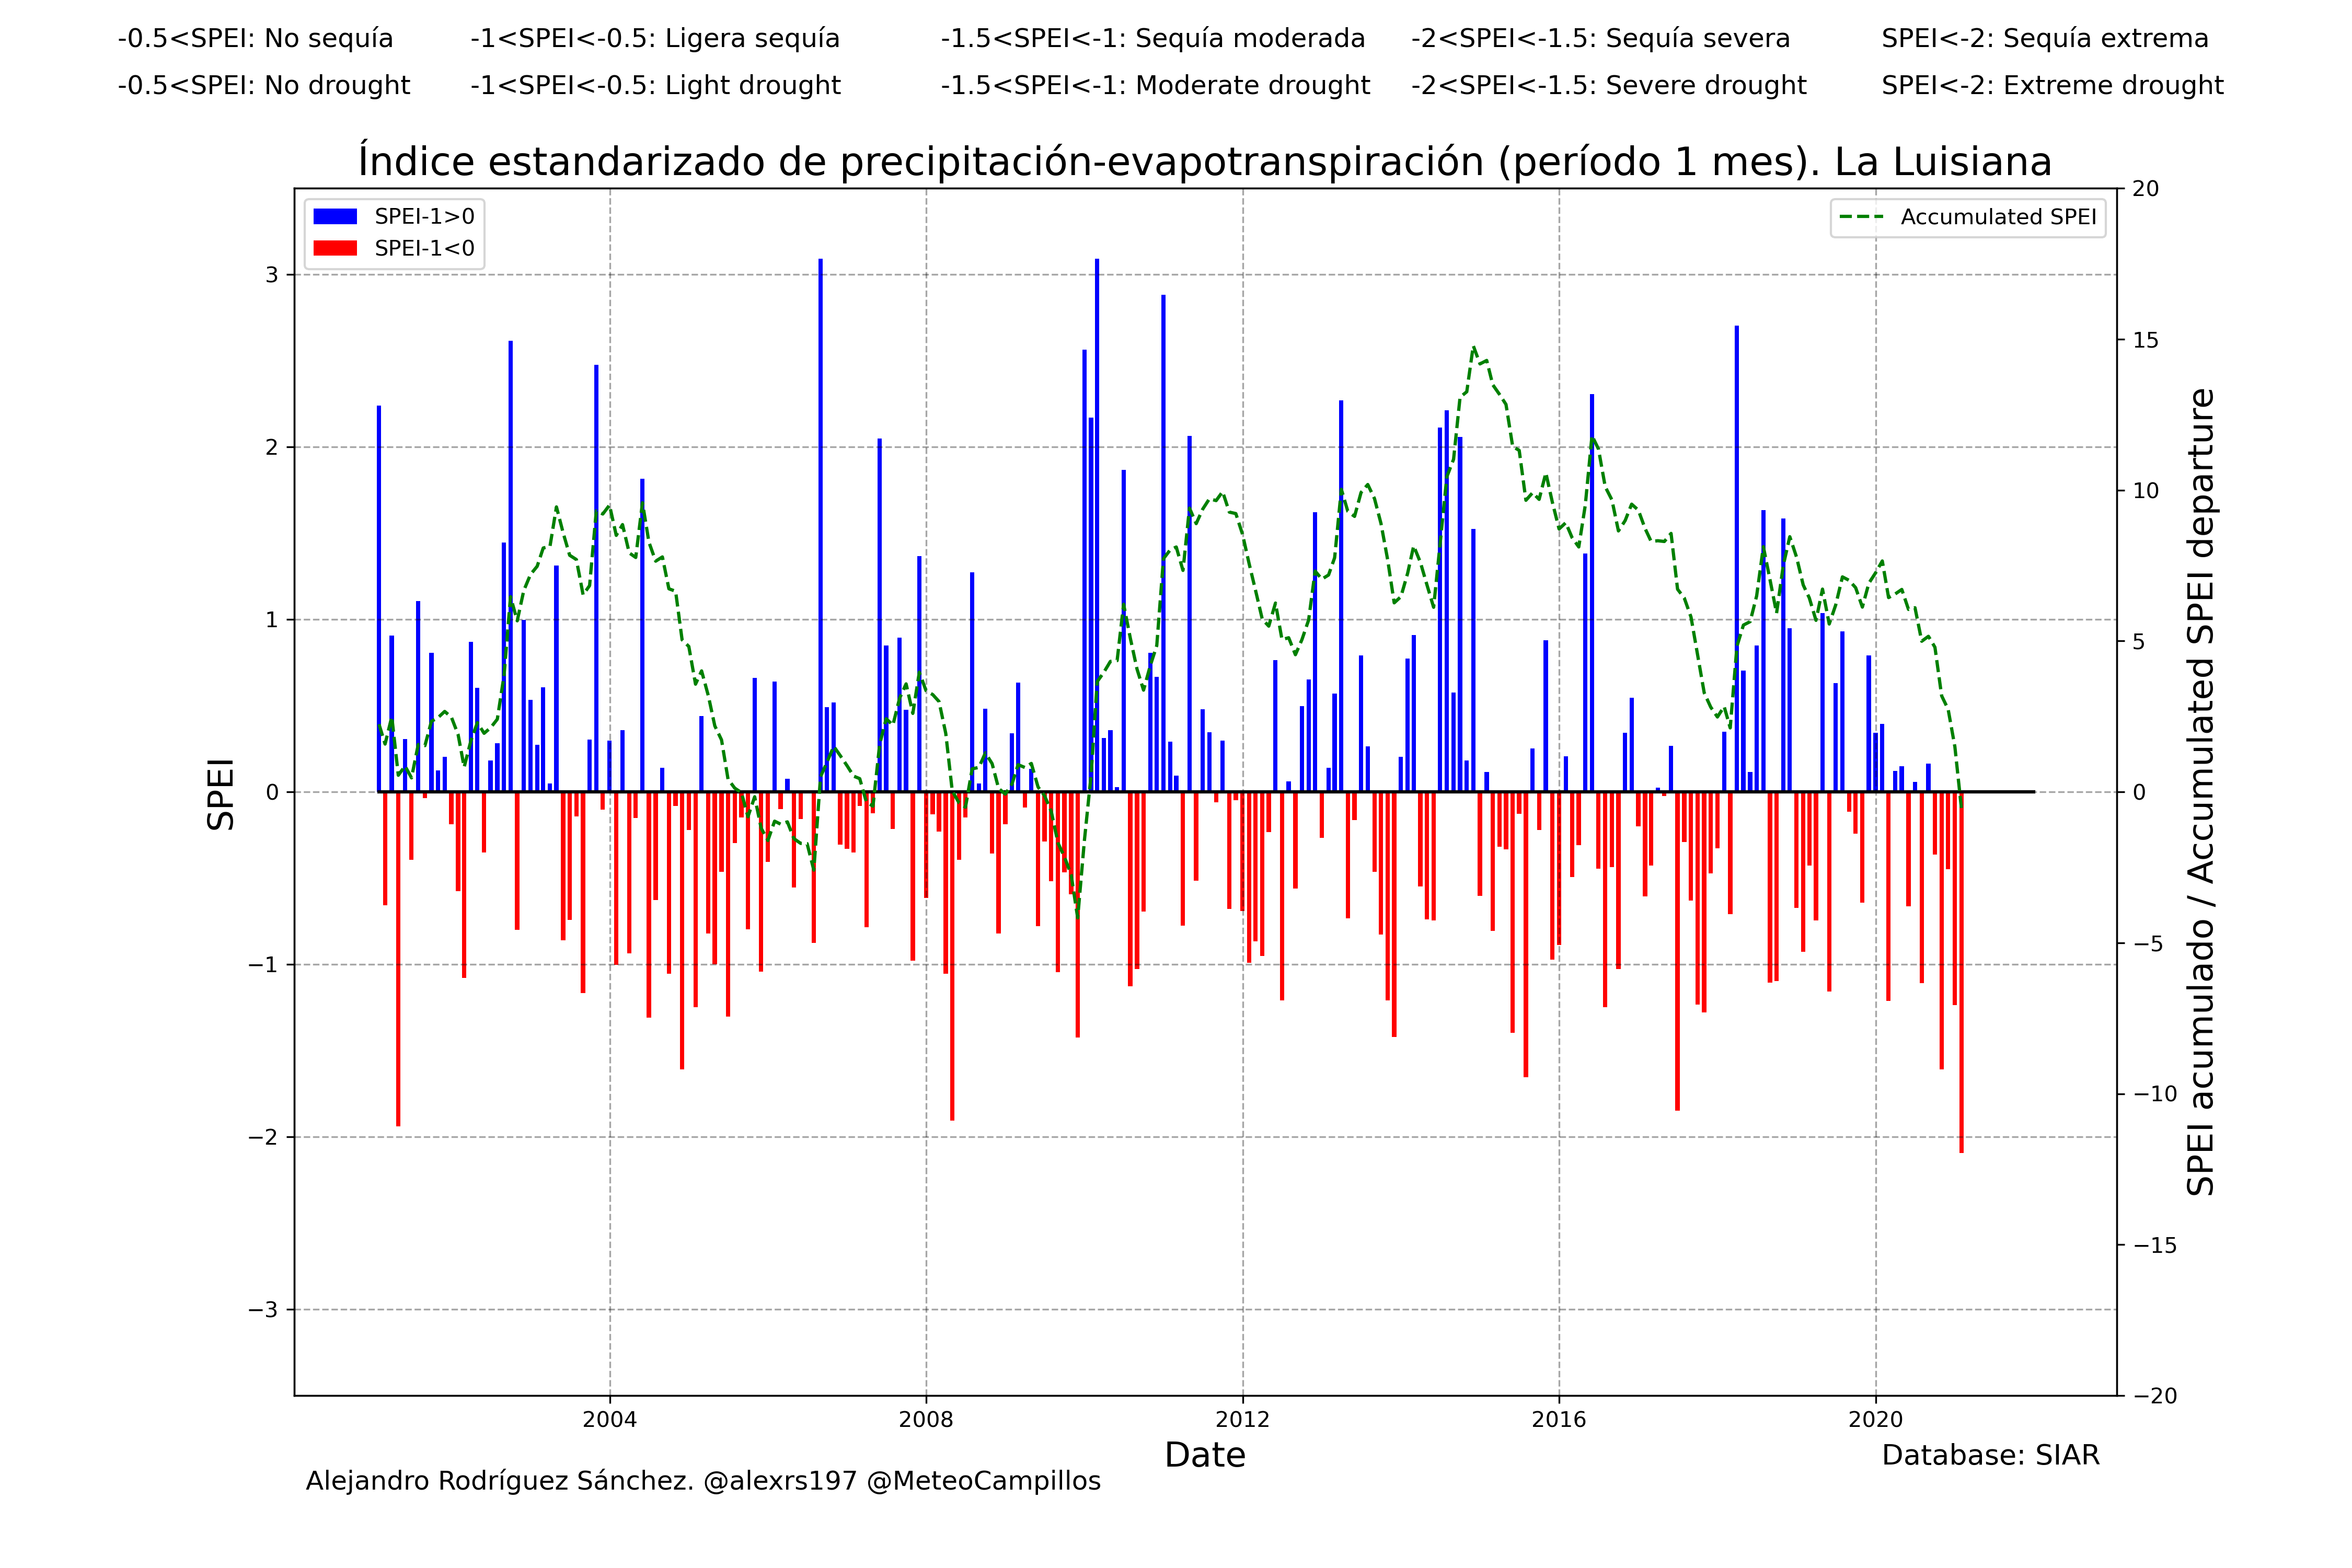 -0.5<SPEI: No sequía -1<SPEI<-0.5: Ligera sequía -1.5<SPEI<-1: Sequía moderada -2<SPEI<-1.5: Sequía severa SPEI<-2: Sequía extrema
-0.5<SPEI: No drought -1<SPEI<-0.5: Light drought -1.5<SPEI<-1: Moderate drought -2<SPEI<-1.5: Severe drought SPEI<-2: Extreme drought
Índice estandarizado de precipitación-evapotranspiración (período 1 mes). La Luisiana
SPEI-1>0
SPEI-1<0
Accumulated SPEI
SPEI
3
2
1
0
−1
−2
−3
20
15
10
5
0
−5
−10
−15
−20
SPEI acumulado / Accumulated SPEI departure
2004 2008 2012 2016 2020
Date
Database: SIAR
Alejandro Rodríguez Sánchez. @alexrs197 @MeteoCampillos